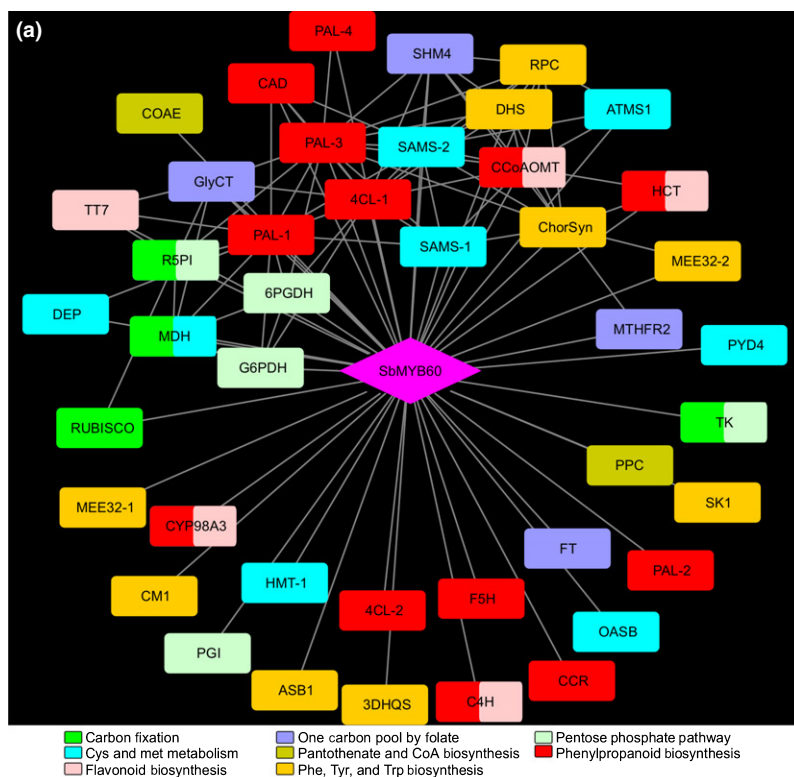 (a)
PAL-4
SHM4
RPC
CAD
DHS
ATMS1
COAE
PAL-3
SAMS-2
CCoAOMT
GlyCT
HCT
4CL-1
TT7
PAL-1
ChorSyn
SAMS-1
R5PI
MEE32-2
6PGDH
DEP
MDH
MTHFR2
PYD4
G6PDH
SbMYB60
RUBISCO
TK
PPC
MEE32-1
SK1
CYP98A3
FT
PAL-2
HMT-1
CM1
4CL-2
F5H
OASB
PGI
CCR
ASB1
3DHQS
C4H
Carbon fixation
One carbon pool by folate
Pentose phosphate pathway
Cys and met metabolism
Pantothenate and CoA biosynthesis
Phenylpropanoid biosynthesis
Flavonoid biosynthesis
Phe, Tyr, and Trp biosynthesis